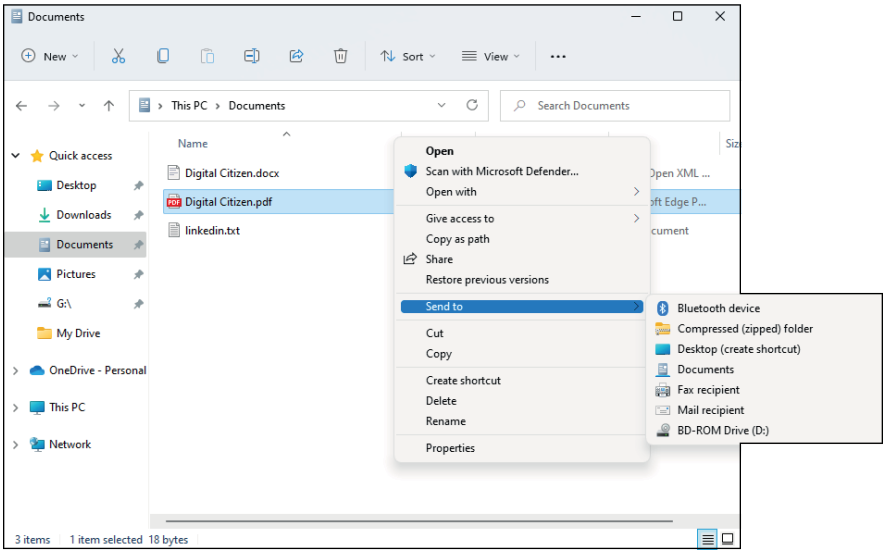 Documents
New
Sort
View
This PC > Documents
Search Documents
Name
Siz
Quick access
Desktop
Downloads
Documents
Pictures
G:\
My Drive
OneDrive - Personal
This PC
Network
Digital Citizen.docx
Open XML ...
PDF Digital Citizen.pdf
oft Edge P...
linkedin.txt
cument
Open
Scan with Microsoft Defender...
Open with
Give access to
Copy as path
Share
Restore previous versions
Send to
Cut
Copy
Create shortcut
Delete
Rename
Properties
Bluetooth device
Compressed (zipped) folder
Desktop (create shortcut)
Documents
Fax recipient
Mail recipient
BD-ROM Drive (D:)
3 items 1 item selected 18 bytes